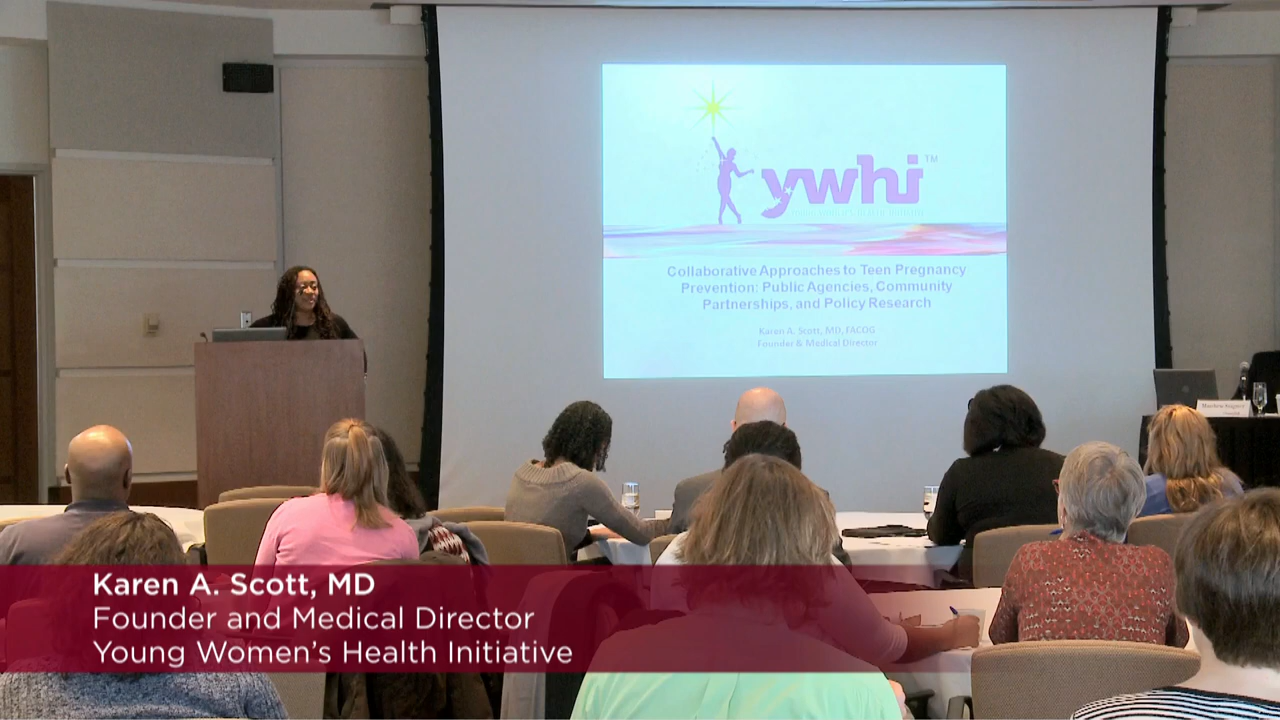 ywhi TM
Collaborative Approaches to Teen Pregnancy
Prevention: Public Agencies, Community
Partnerships, and Policy Research
Karen A. Scott, MD, FACOG
Founder & Medical Director
Karen A. Scott, MD
Founder and Medical Director
Young Women's Health Initiative